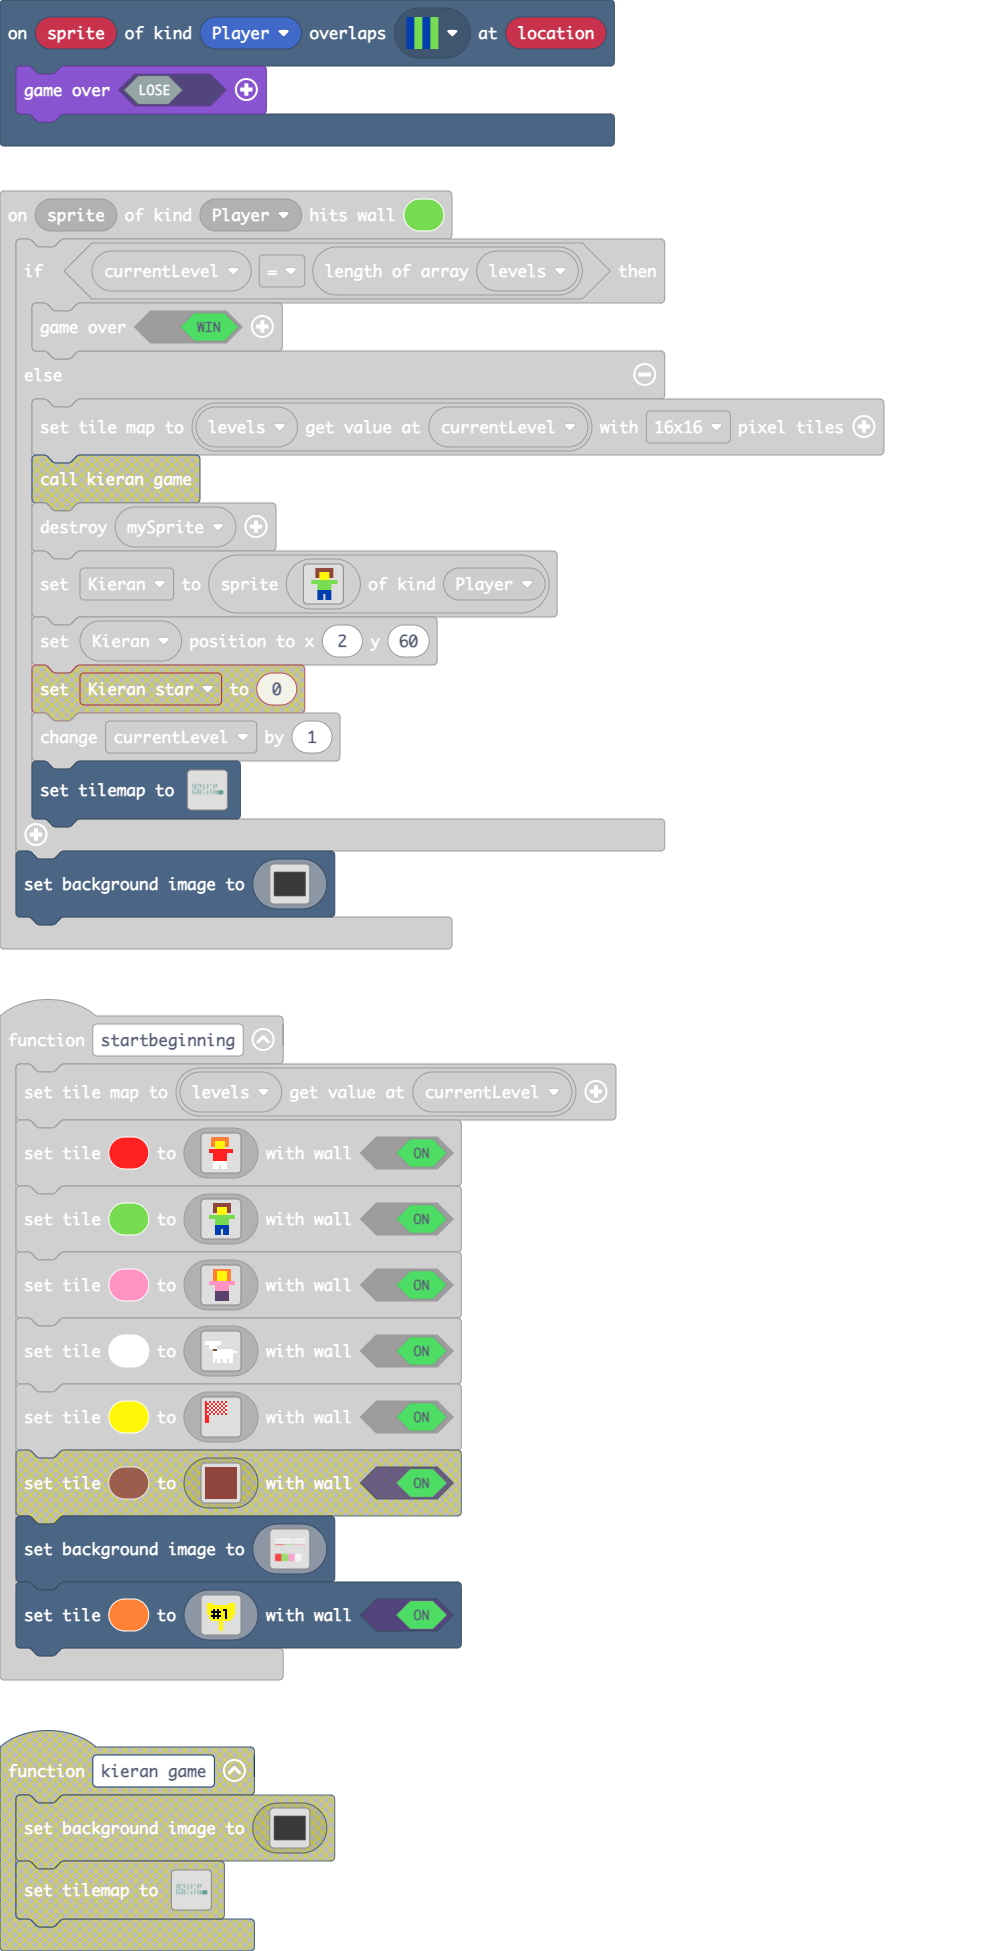 on sprite of kind Player overlaps at location
game over LOSE
on sprite of kind Player hits wall
if currentLevel = length of array levels then
game over WIN
else
set tile map to levels get value at currentLevel with 16x16 pixel tiles
call kieran game
destroy mySprite
set Kieran to sprite of kind Player
set Kieran position to x 2 y 60
set Kieran star to 0
change currentLevel by 1
set tilemap to
set background image to
function startbeginning
set tile map to levels get value at currentLevel
set tile to with wall ON
set tile to with wall ON
set tile to with wall ON
set tile to with wall ON
set tile to with wall ON
set tile to with wall ON
set background image to
set tile to #1 with wall ON
function kieran game
set background image to
set tilemap to